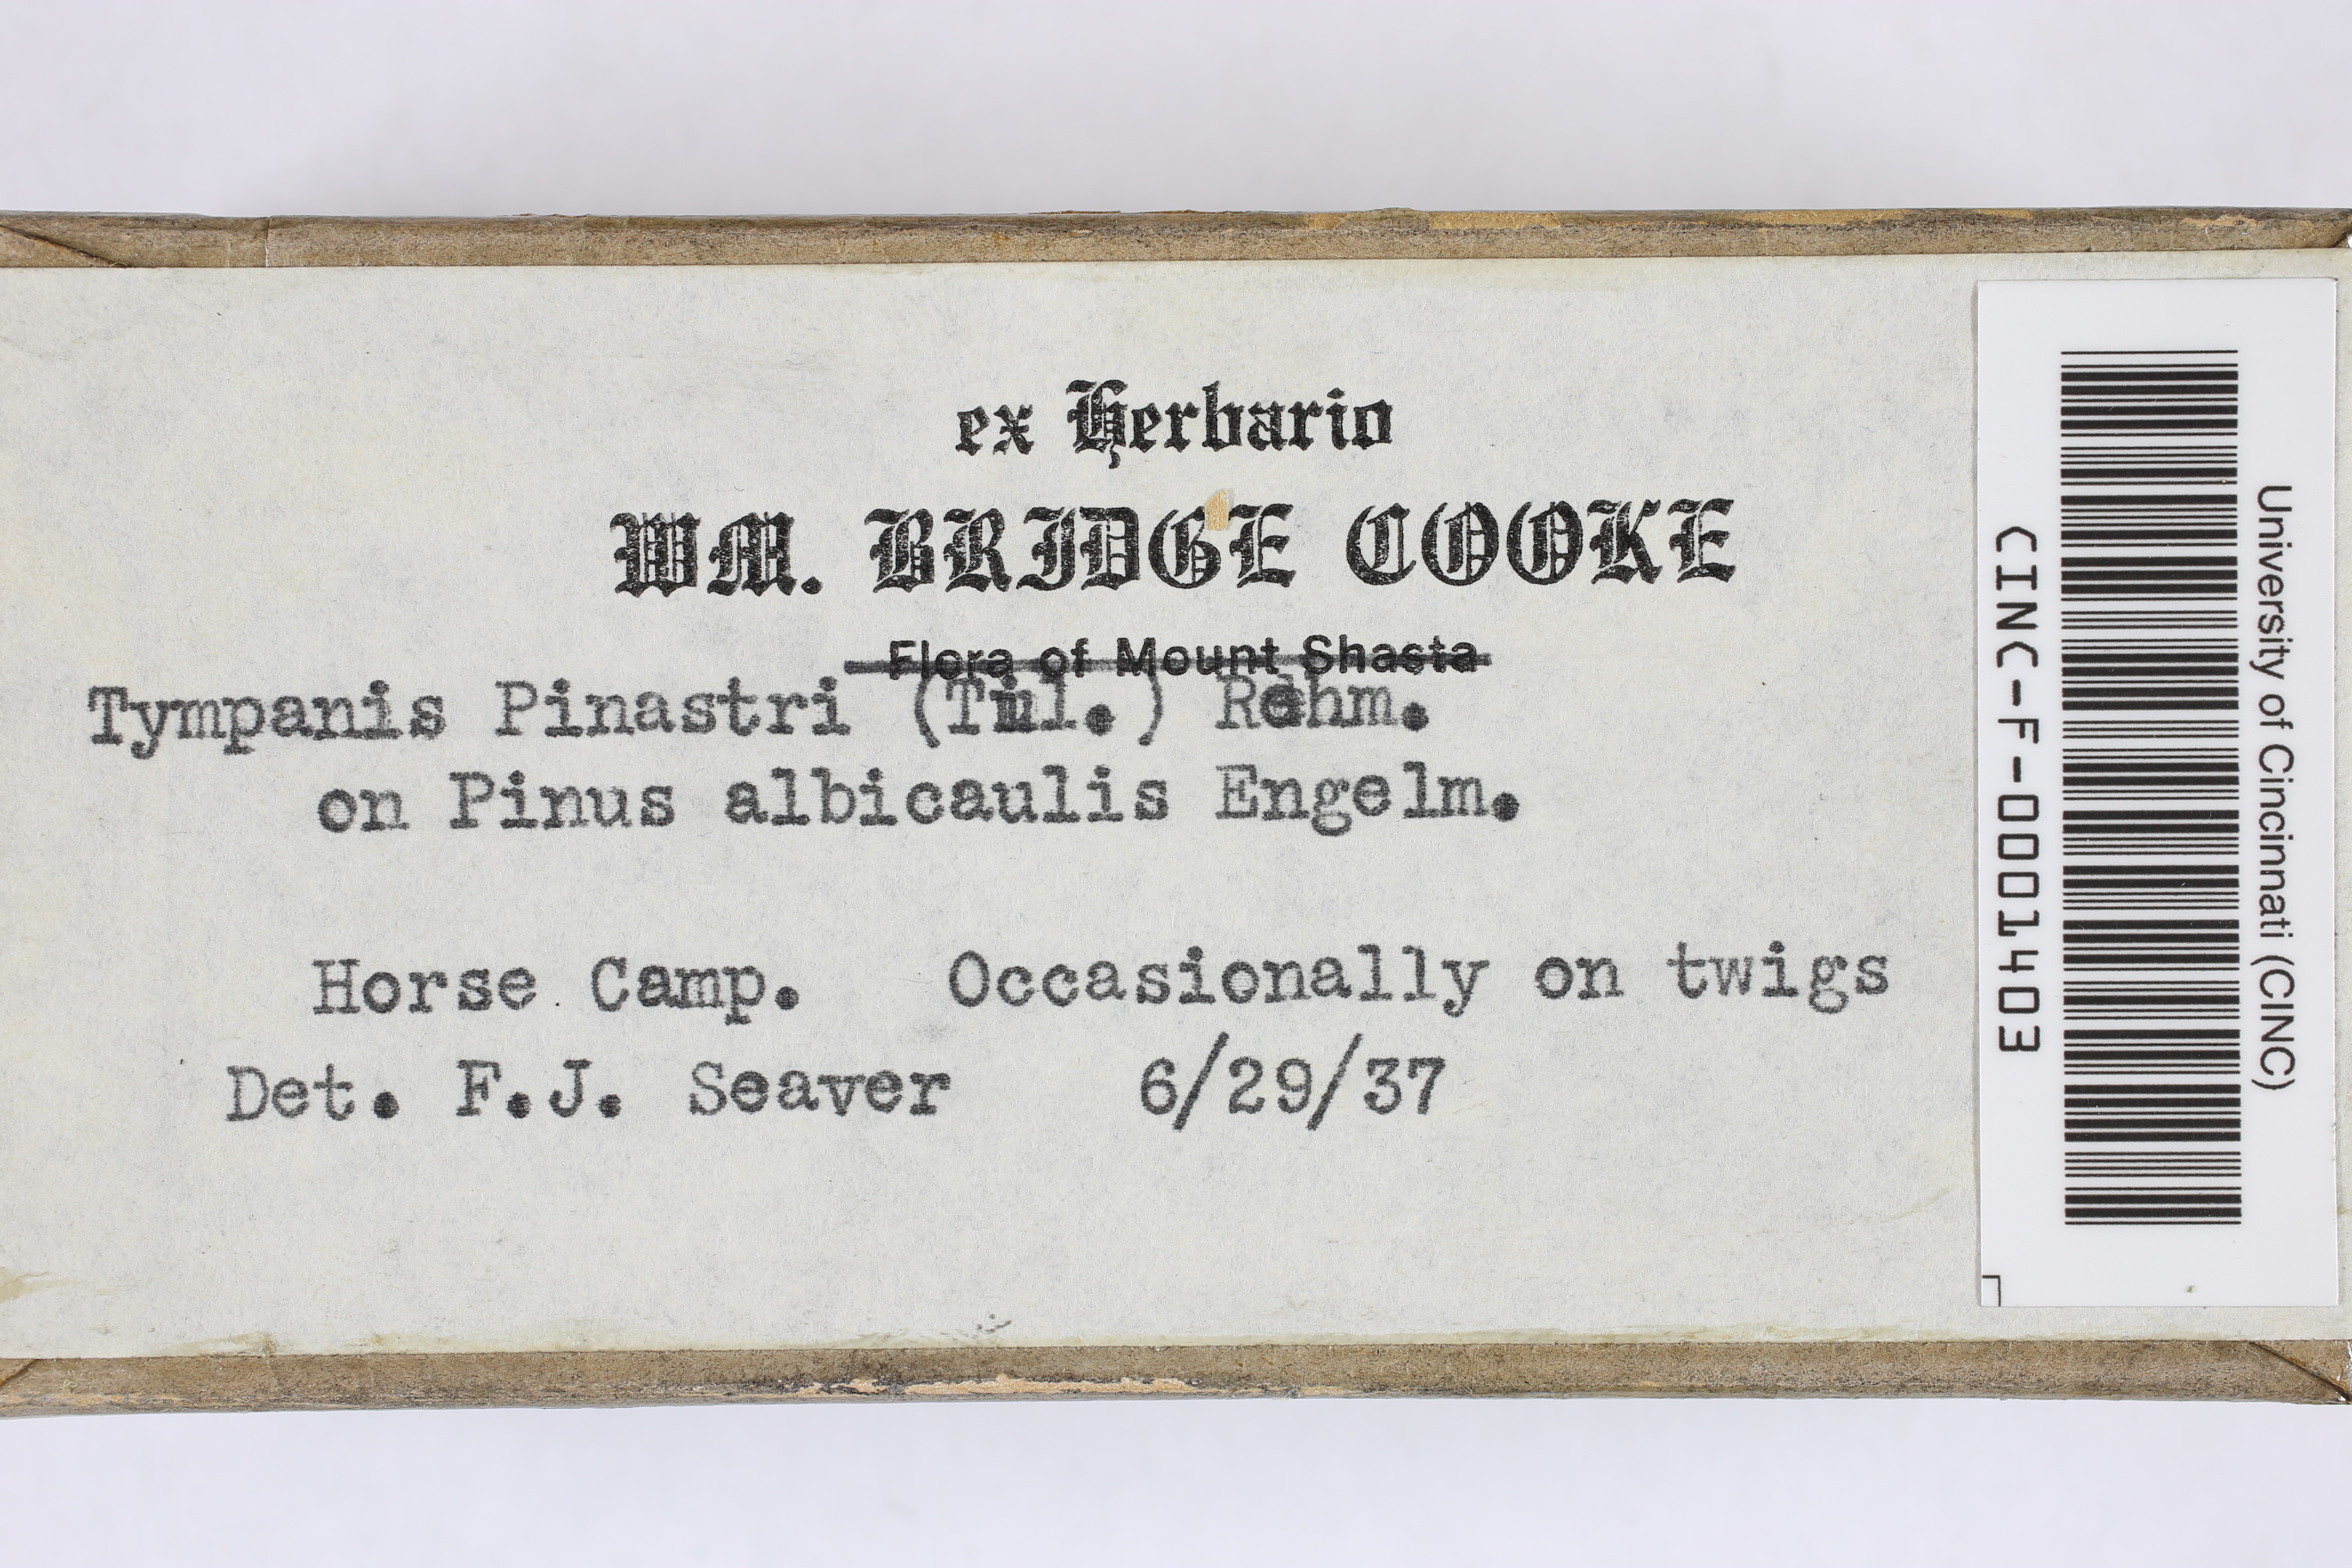 ex Herbario
WM. BRIDGE COOKE
Flora of Mount Shasta
Tympanis Pinastri (Tul.) Rehm.
on Pinus albicaulis Engelm.
Horse Camp. Occasionally on twigs
Det. F.J. Seaver 6/29/37
University of Cincinnati (CINC)
CINC-F-0001403